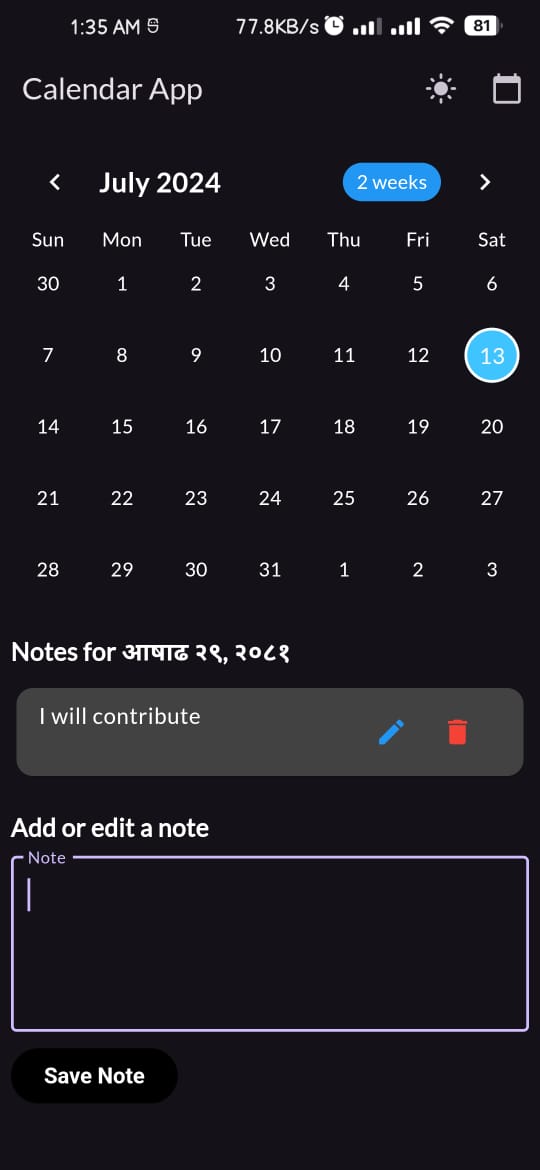 1:35 AM 77.8KB/s 81
Calendar App
July 2024 2 weeks
Sun Mon Tue Wed Thu Fri Sat
30 1 2 3 4 5 6
7 8 9 10 11 12 13
14 15 16 17 18 19 20
21 22 23 24 25 26 27
28 29 30 31 1 2 3
Notes for आषाढ २९, २०८१
I will contribute
Add or edit a note
Note
Save Note